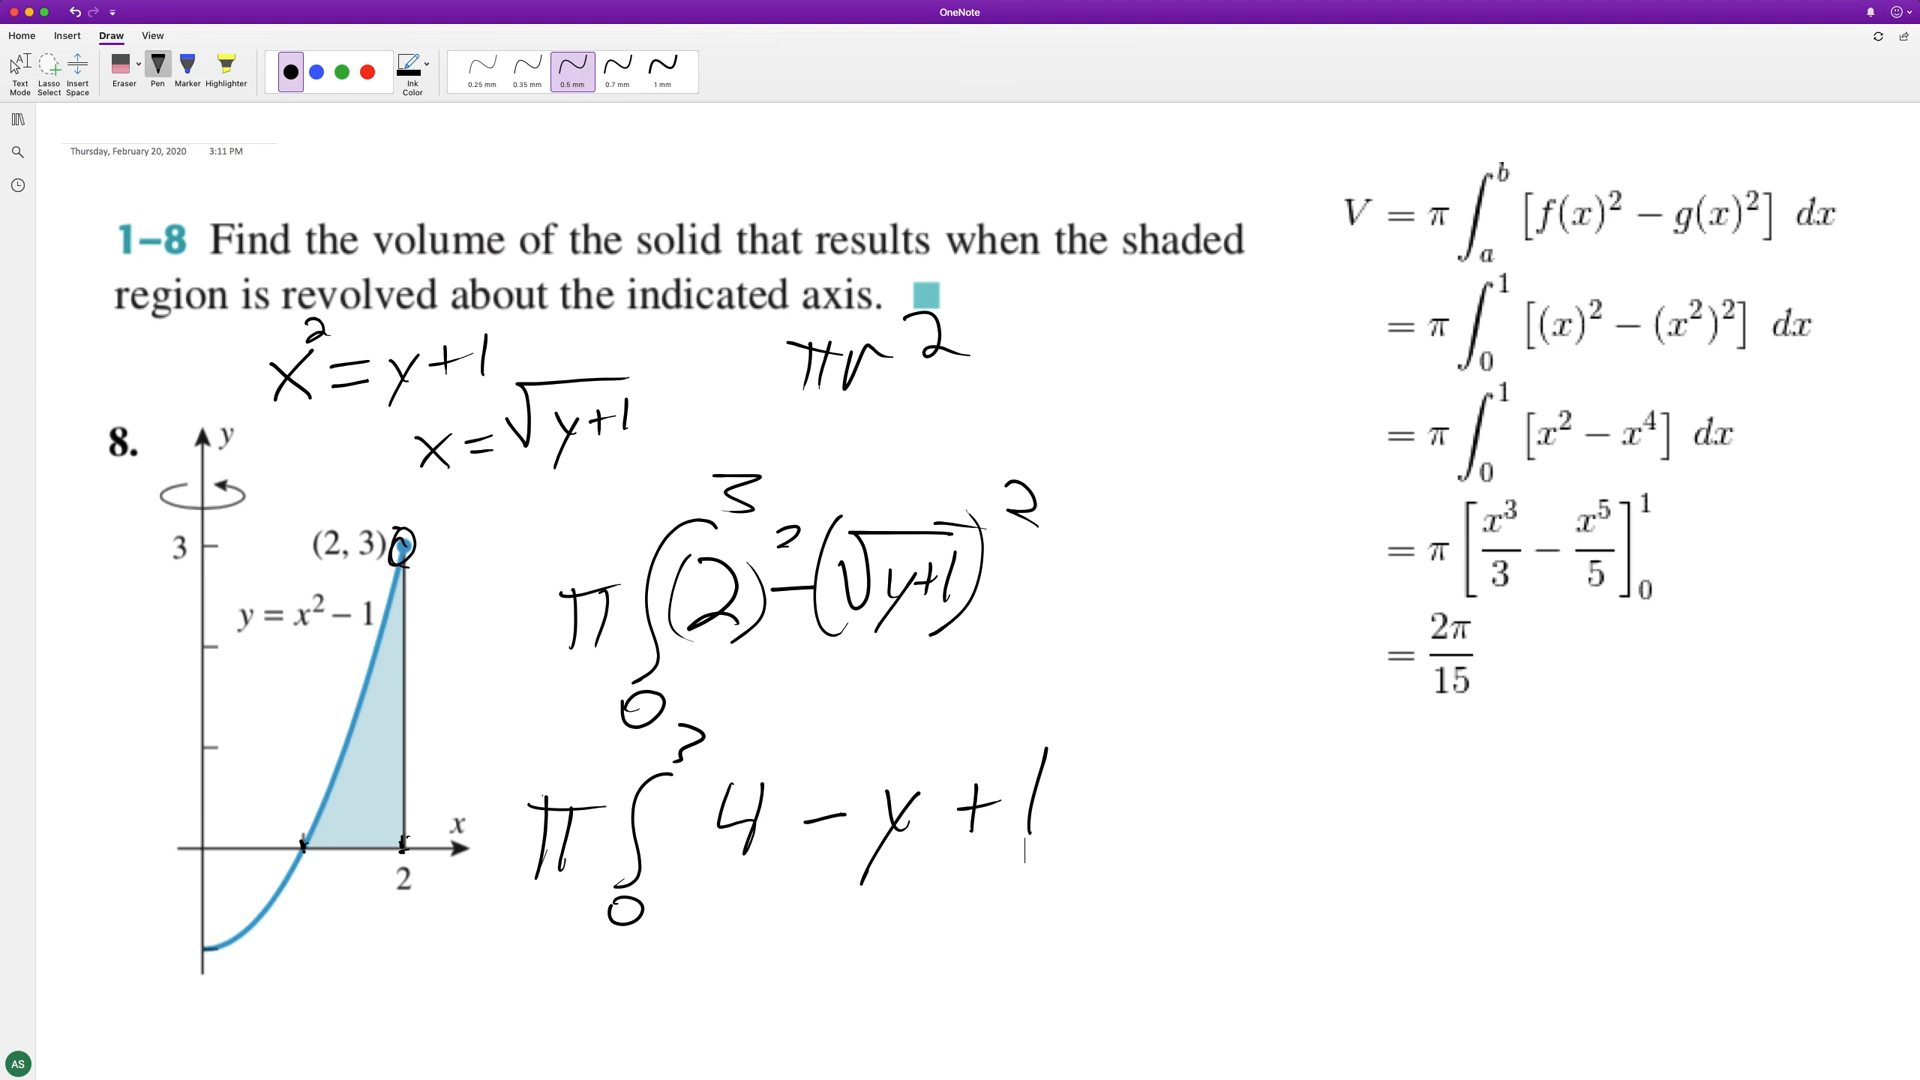 OneNote
Home Insert Draw View
Text Mode Lasso Select Insert Space Eraser Pen Marker Highlighter Ink Color 0.25 mm 0.35 mm 0.5 mm 0.7 mm 1 mm
Thursday, February 20, 2020 3:11 PM
1–8 Find the volume of the solid that results when the shaded
region is revolved about the indicated axis.
x² = y+1
x = √(y+1)
πr²
8.
y
3
(2, 3)
y = x² – 1
x
2
π ∫₀³ (2)² – (√(y+1))²
π ∫₀³ 4 – y + 1
V = π ∫ₐᵇ [f(x)² – g(x)²] dx
= π ∫₀¹ [(x)² – (x²)²] dx
= π ∫₀¹ [x² – x⁴] dx
= π [x³/3 – x⁵/5]₀¹
= 2π/15
AS